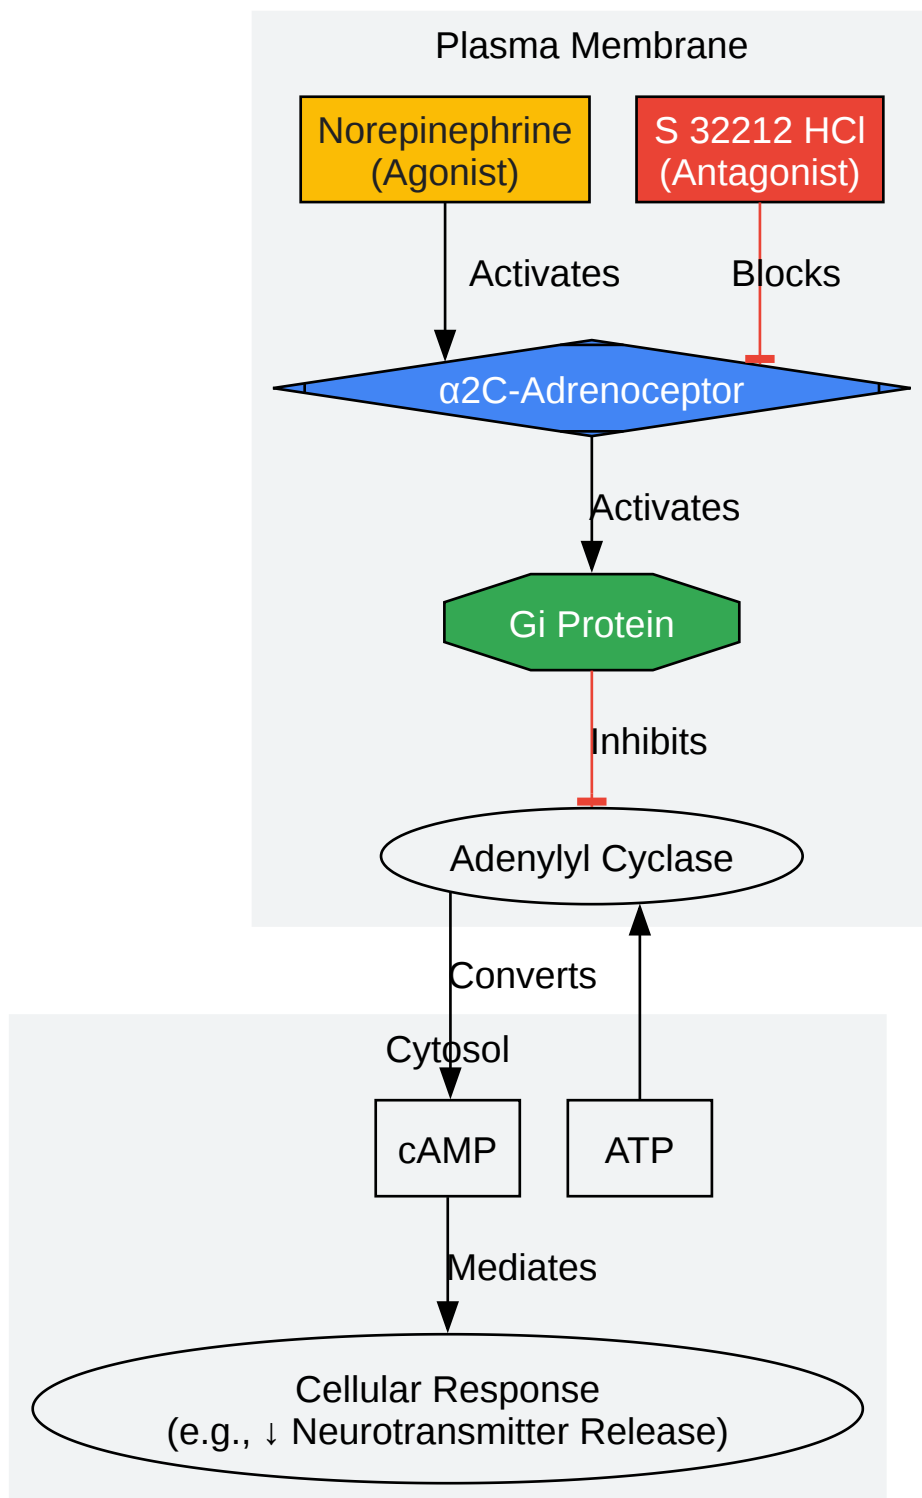 Plasma Membrane
Norepinephrine
(Agonist)
S 32212 HCl
(Antagonist)
Activates
Blocks
α2C-Adrenoceptor
Activates
Gi Protein
Inhibits
Adenylyl Cyclase
Converts
Cytosol
cAMP
ATP
Mediates
Cellular Response
(e.g., ↓ Neurotransmitter Release)